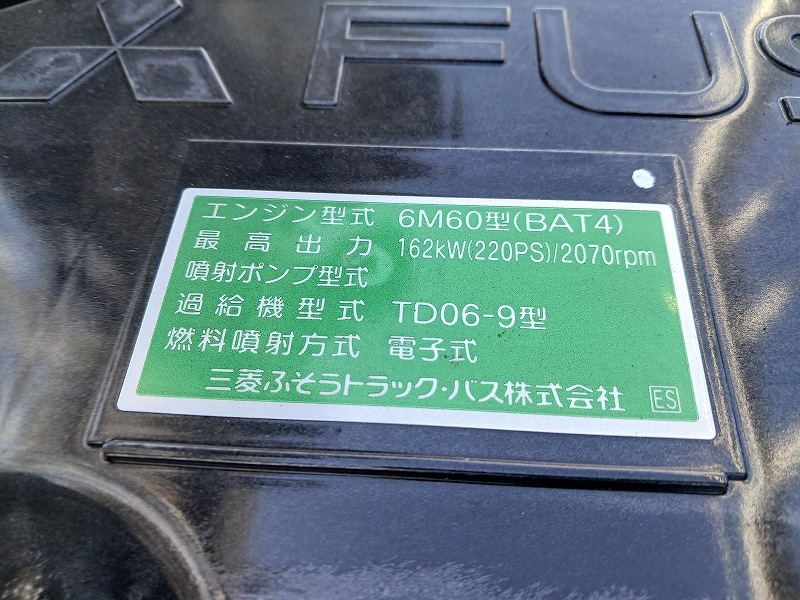 FUS
エンジン型式 6M60型(BAT4)
最高出力 162kW(220PS)/2070rpm
噴射ポンプ型式
過給機型式 TD06-9型
燃料噴射方式 電子式
三菱ふそうトラック・バス株式会社 ES